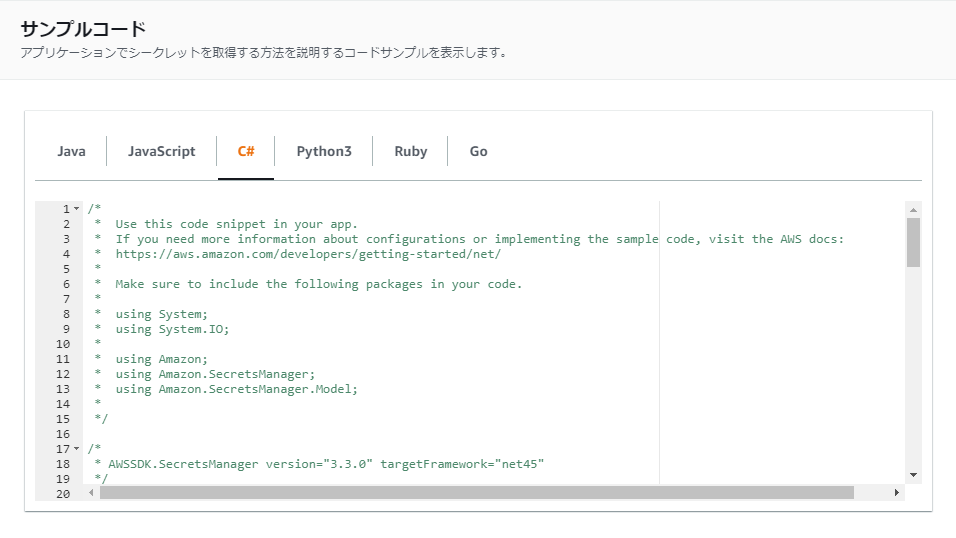 サンプルコード
アプリケーションでシークレットを取得する方法を説明するコードサンプルを表示します。
Java JavaScript C# Python3 Ruby Go
1 /*
2 * Use this code snippet in your app.
3 * If you need more information about configurations or implementing the sample code, visit the AWS docs:
4 * https://aws.amazon.com/developers/getting-started/net/
5 *
6 * Make sure to include the following packages in your code.
7 *
8 * using System;
9 * using System.IO;
10 *
11 * using Amazon;
12 * using Amazon.SecretsManager;
13 * using Amazon.SecretsManager.Model;
14 *
15 */
16
17 /*
18 * AWSSDK.SecretsManager version="3.3.0" targetFramework="net45"
19 */
20